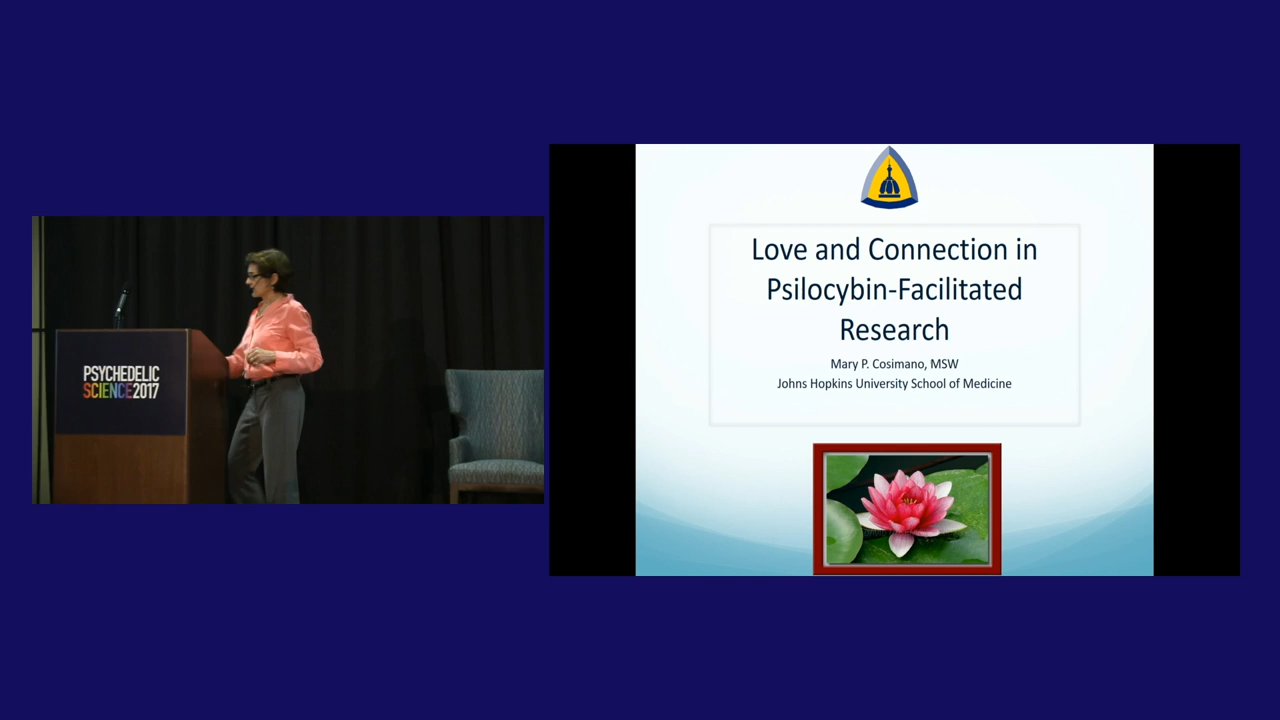 PSYCHEDELIC
SCIENCE2017
Love and Connection in
Psilocybin-Facilitated
Research
Mary P. Cosimano, MSW
Johns Hopkins University School of Medicine